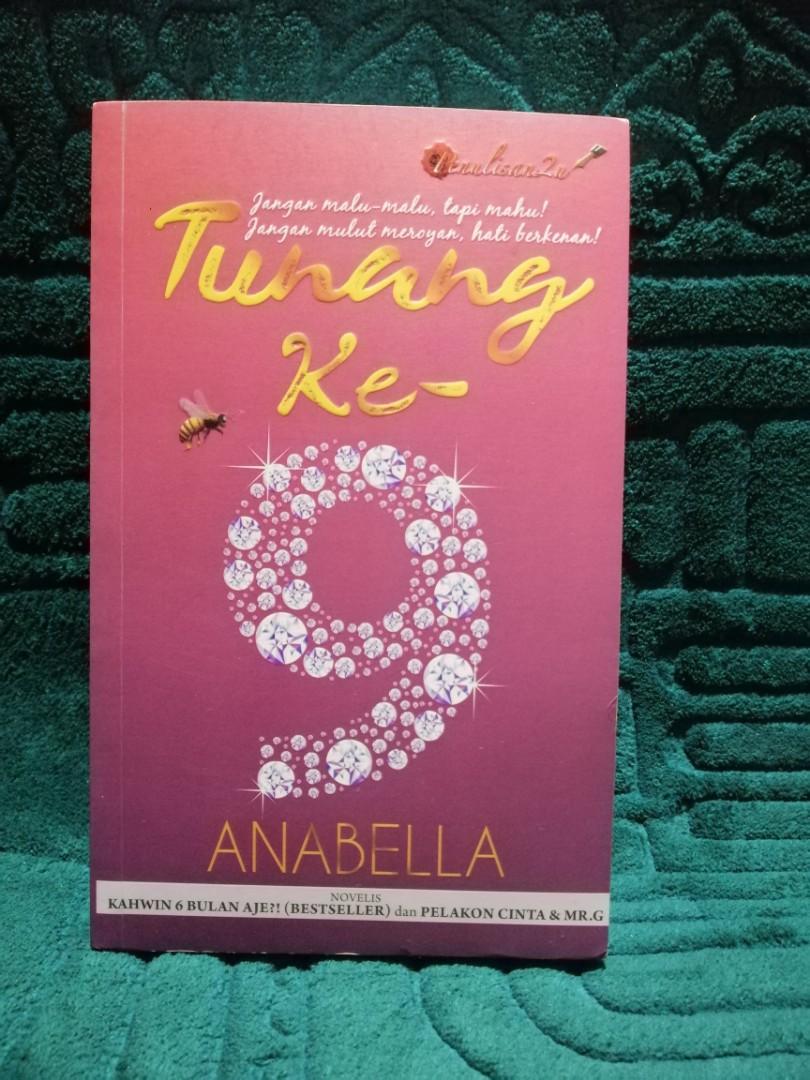 Penulisan2u
Jangan malu-malu, tapi mahu!
Jangan mulut meroyan, hati berkenan!
Tunang
Ke-
9
ANABELLA
NOVELIS
KAHWIN 6 BULAN AJE?! (BESTSELLER) dan PELAKON CINTA & MR.G